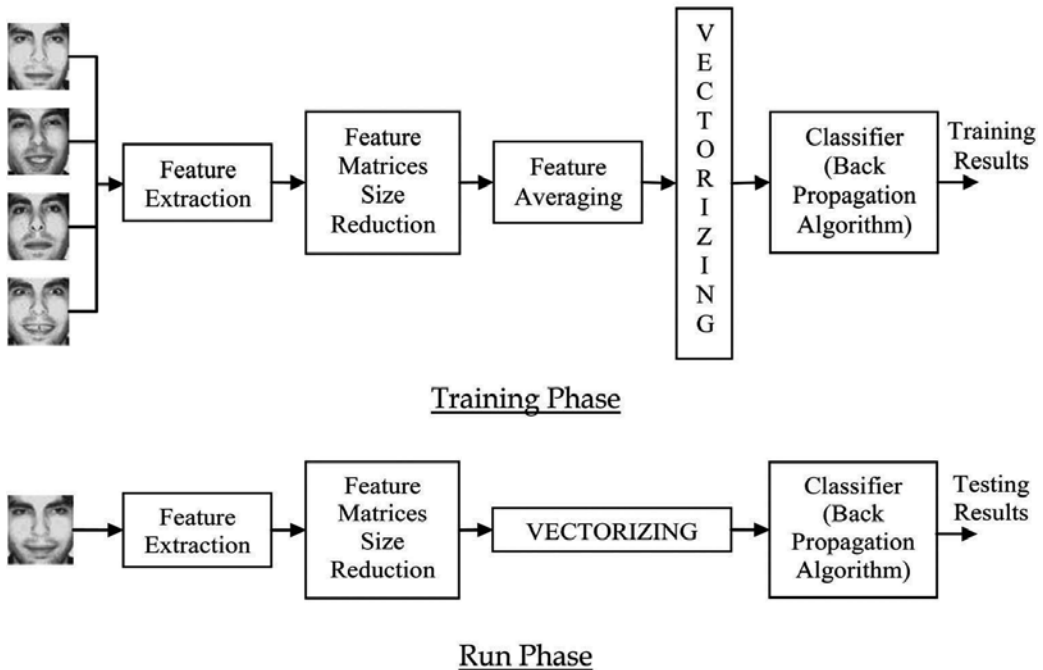 Feature
Extraction
Feature
Matrices
Size
Reduction
Feature
Averaging
VECTORIZING
Classifier
(Back
Propagation
Algorithm)
Training
Results
Training Phase
Feature
Extraction
Feature
Matrices
Size
Reduction
VECTORIZING
Classifier
(Back
Propagation
Algorithm)
Testing
Results
Run Phase